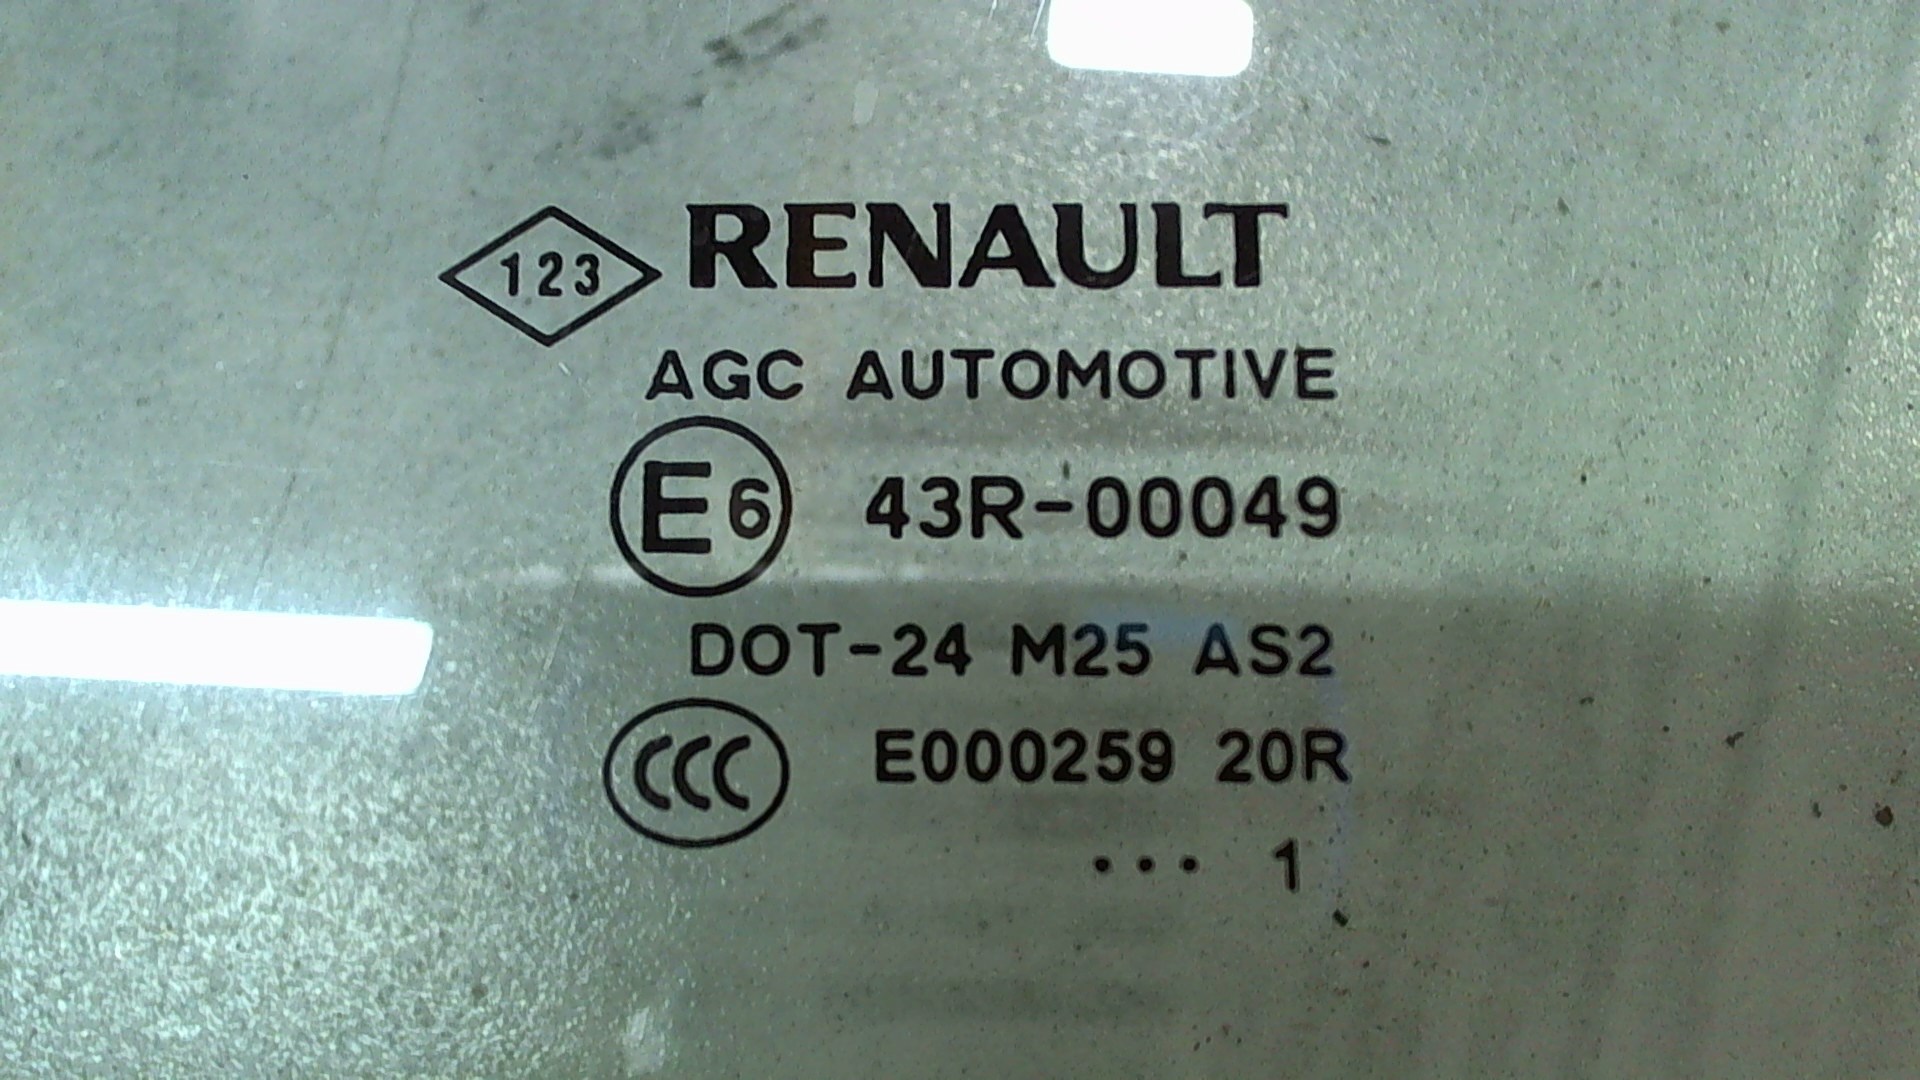 123 RENAULT
AGC AUTOMOTIVE
E6 43R-00049
DOT-24 M25 AS2
CCC E000259 20R
••• 1